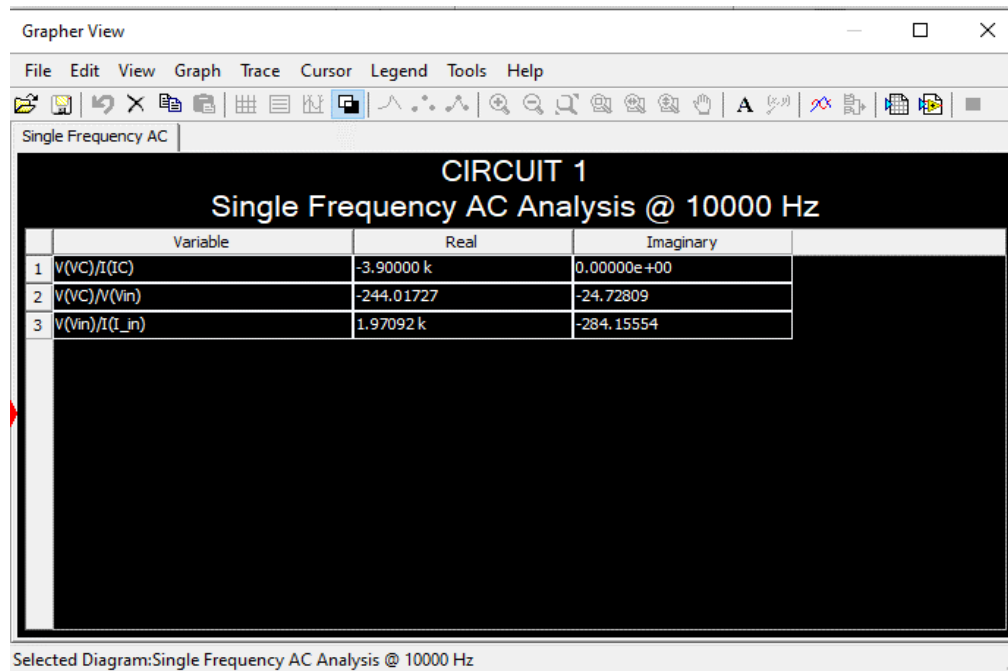 Grapher View
File Edit View Graph Trace Cursor Legend Tools Help
A (x,y)
Single Frequency AC
CIRCUIT 1
Single Frequency AC Analysis @ 10000 Hz
Variable Real Imaginary
1 V(VC)/I(IC) -3.90000 k 0.00000e+00
2 V(VC)/V(Vin) -244.01727 -24.72809
3 V(Vin)/I(I_in) 1.97092 k -284.15554
Selected Diagram:Single Frequency AC Analysis @ 10000 Hz